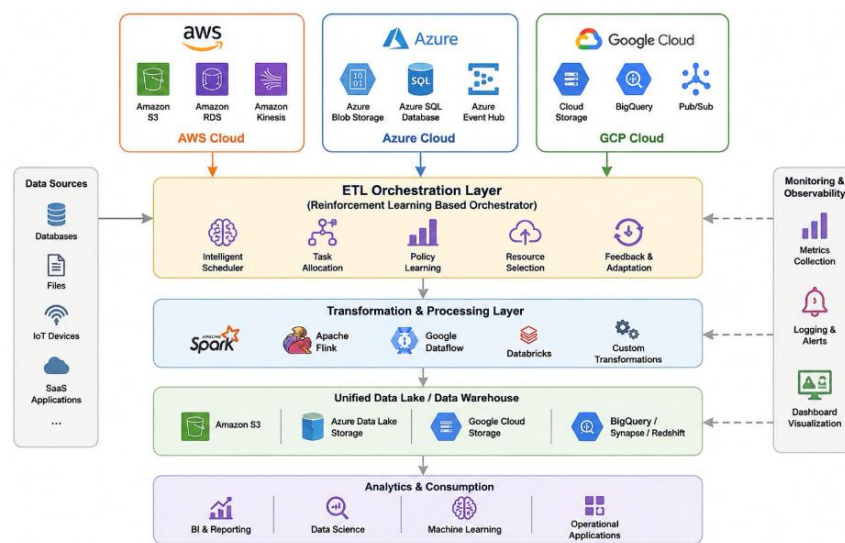 aws
Amazon
S3
Amazon
RDS
Amazon
Kinesis
AWS Cloud
Azure
10
01
Azure
Blob Storage
SQL
Azure SQL
Database
Azure
Event Hub
Azure Cloud
Google Cloud
Cloud
Storage
BigQuery
Pub/Sub
GCP Cloud
Data Sources
Databases
Files
IoT Devices
SaaS
Applications
...
ETL Orchestration Layer
(Reinforcement Learning Based Orchestrator)
Intelligent
Scheduler
Task
Allocation
Policy
Learning
Resource
Selection
Feedback &
Adaptation
Transformation & Processing Layer
APACHE
Spark
Apache
Flink
Google
Dataflow
Databricks
Custom
Transformations
Unified Data Lake / Data Warehouse
Amazon S3
Azure Data Lake
Storage
Google Cloud
Storage
BigQuery /
Synapse / Redshift
Analytics & Consumption
BI & Reporting
Data Science
Machine Learning
Operational
Applications
Monitoring &
Observability
Metrics
Collection
Logging &
Alerts
Dashboard
Visualization